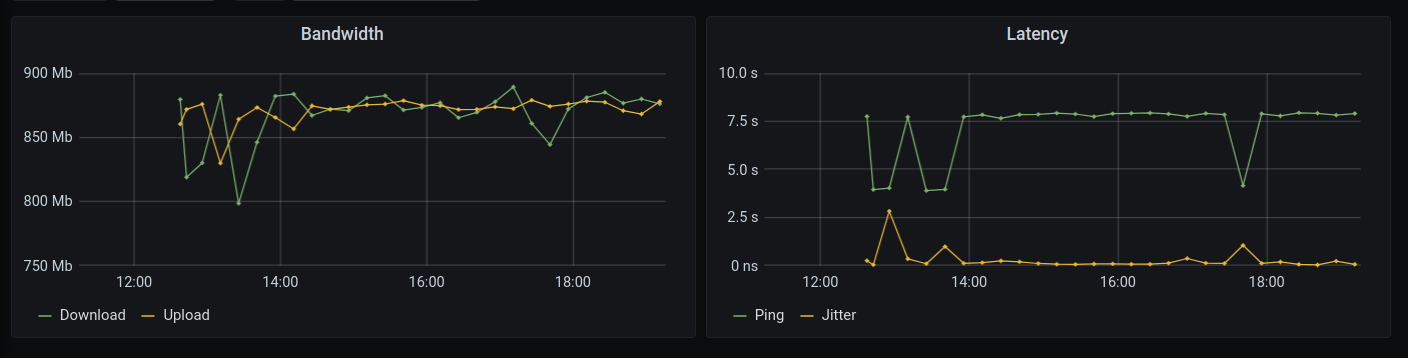 Bandwidth
900 Mb
850 Mb
800 Mb
750 Mb
12:00 14:00 16:00 18:00
Download Upload
Latency
10.0 s
7.5 s
5.0 s
2.5 s
0 ns
12:00 14:00 16:00 18:00
Ping Jitter